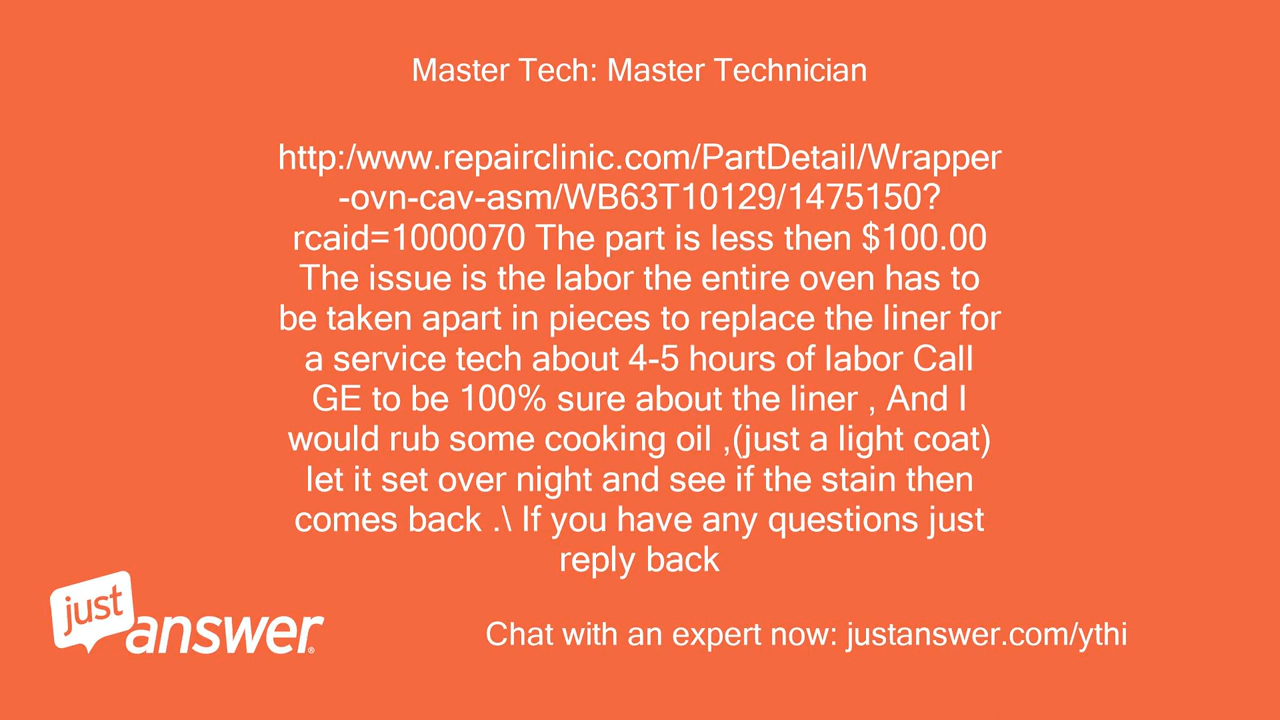 Master Tech: Master Technician
http:/www.repairclinic.com/PartDetail/Wrapper
-ovn-cav-asm/WB63T10129/1475150?
rcaid=1000070 The part is less then $100.00
The issue is the labor the entire oven has to
be taken apart in pieces to replace the liner for
a service tech about 4-5 hours of labor Call
GE to be 100% sure about the liner , And I
would rub some cooking oil ,(just a light coat)
let it set over night and see if the stain then
comes back .\ If you have any questions just
reply back
just
answer®
Chat with an expert now: justanswer.com/ythi